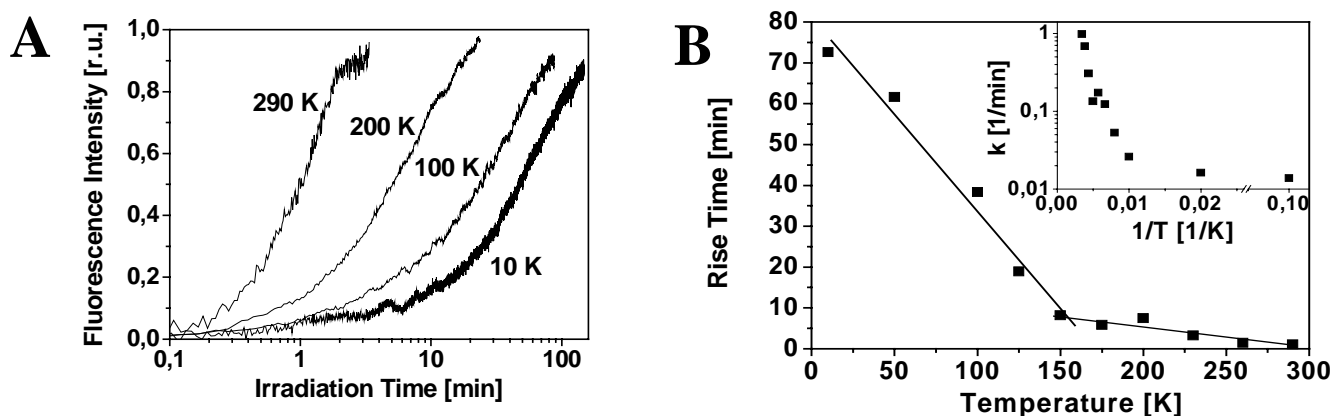 A
Fluorescence Intensity [r.u.]
1,0
0,8
0,6
0,4
0,2
0,0
290 K
200 K
100 K
10 K
0,1
1
10
100
Irradiation Time [min]
B
Rise Time [min]
80
70
60
50
40
30
20
10
0
0
50
100
150
200
250
300
Temperature [K]
k [1/min]
1
0,1
0,01
0,00
0,01
0,02
0,10
1/T [1/K]